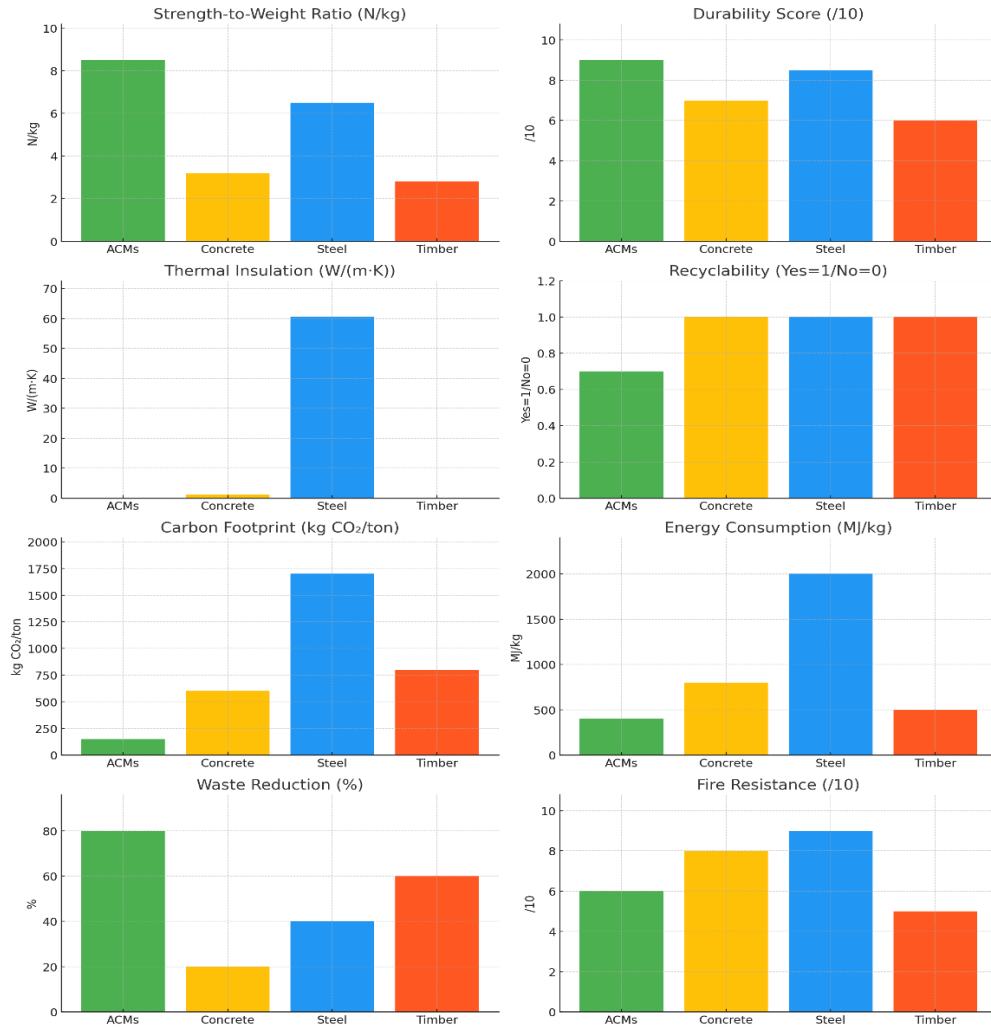 Strength-to-Weight Ratio (N/kg)
10
8
6
4
2
0
N/kg
ACMs Concrete Steel Timber
Durability Score (/10)
10
8
6
4
2
0
/10
ACMs Concrete Steel Timber
Thermal Insulation (W/(m·K))
70
60
50
40
30
20
10
0
W/(m·K)
ACMs Concrete Steel Timber
Recyclability (Yes=1/No=0)
1.2
1.0
0.8
0.6
0.4
0.2
0.0
Yes=1/No=0
ACMs Concrete Steel Timber
Carbon Footprint (kg CO₂/ton)
2000
1750
1500
1250
1000
750
500
250
0
kg CO₂/ton
ACMs Concrete Steel Timber
Energy Consumption (MJ/kg)
2000
1500
1000
500
0
MJ/kg
ACMs Concrete Steel Timber
Waste Reduction (%)
80
60
40
20
0
%
ACMs Concrete Steel Timber
Fire Resistance (/10)
10
8
6
4
2
0
/10
ACMs Concrete Steel Timber